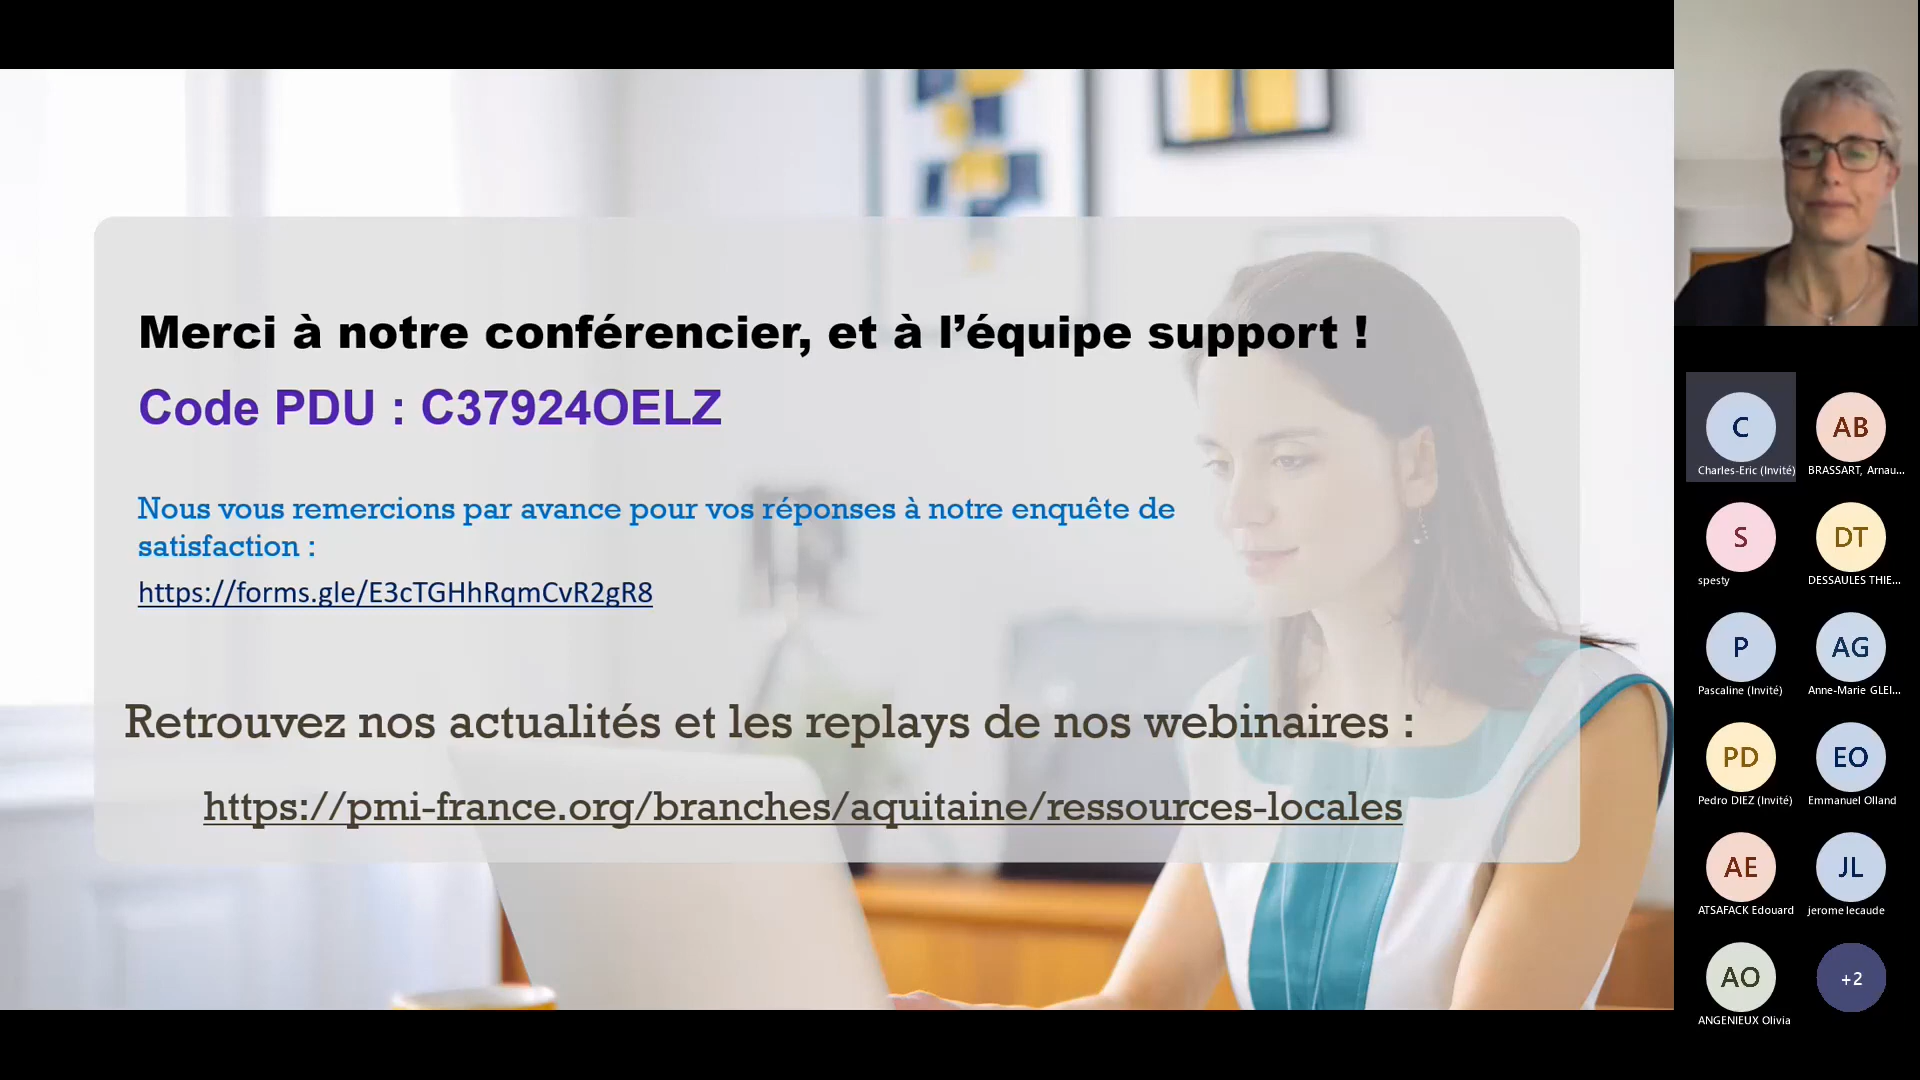 Merci à notre conférencier, et à l’équipe support !
Code PDU : C37924OELZ
Nous vous remercions par avance pour vos réponses à notre enquête de
satisfaction :
https://forms.gle/E3cTGHhRqmCvR2gR8
Retrouvez nos actualités et les replays de nos webinaires :
https://pmi-france.org/branches/aquitaine/ressources-locales
C
AB
Charles-Eric (Invité)
BRASSART, Arnau...
S
DT
spesty
DESSAULES THIE...
P
AG
Pascaline (Invité)
Anne-Marie GLEI...
PD
EO
Pedro DIEZ (Invité)
Emmanuel Olland
AE
JL
ATSAFACK Edouard
jerome lecaude
AO
+2
ANGENIEUX Olivia